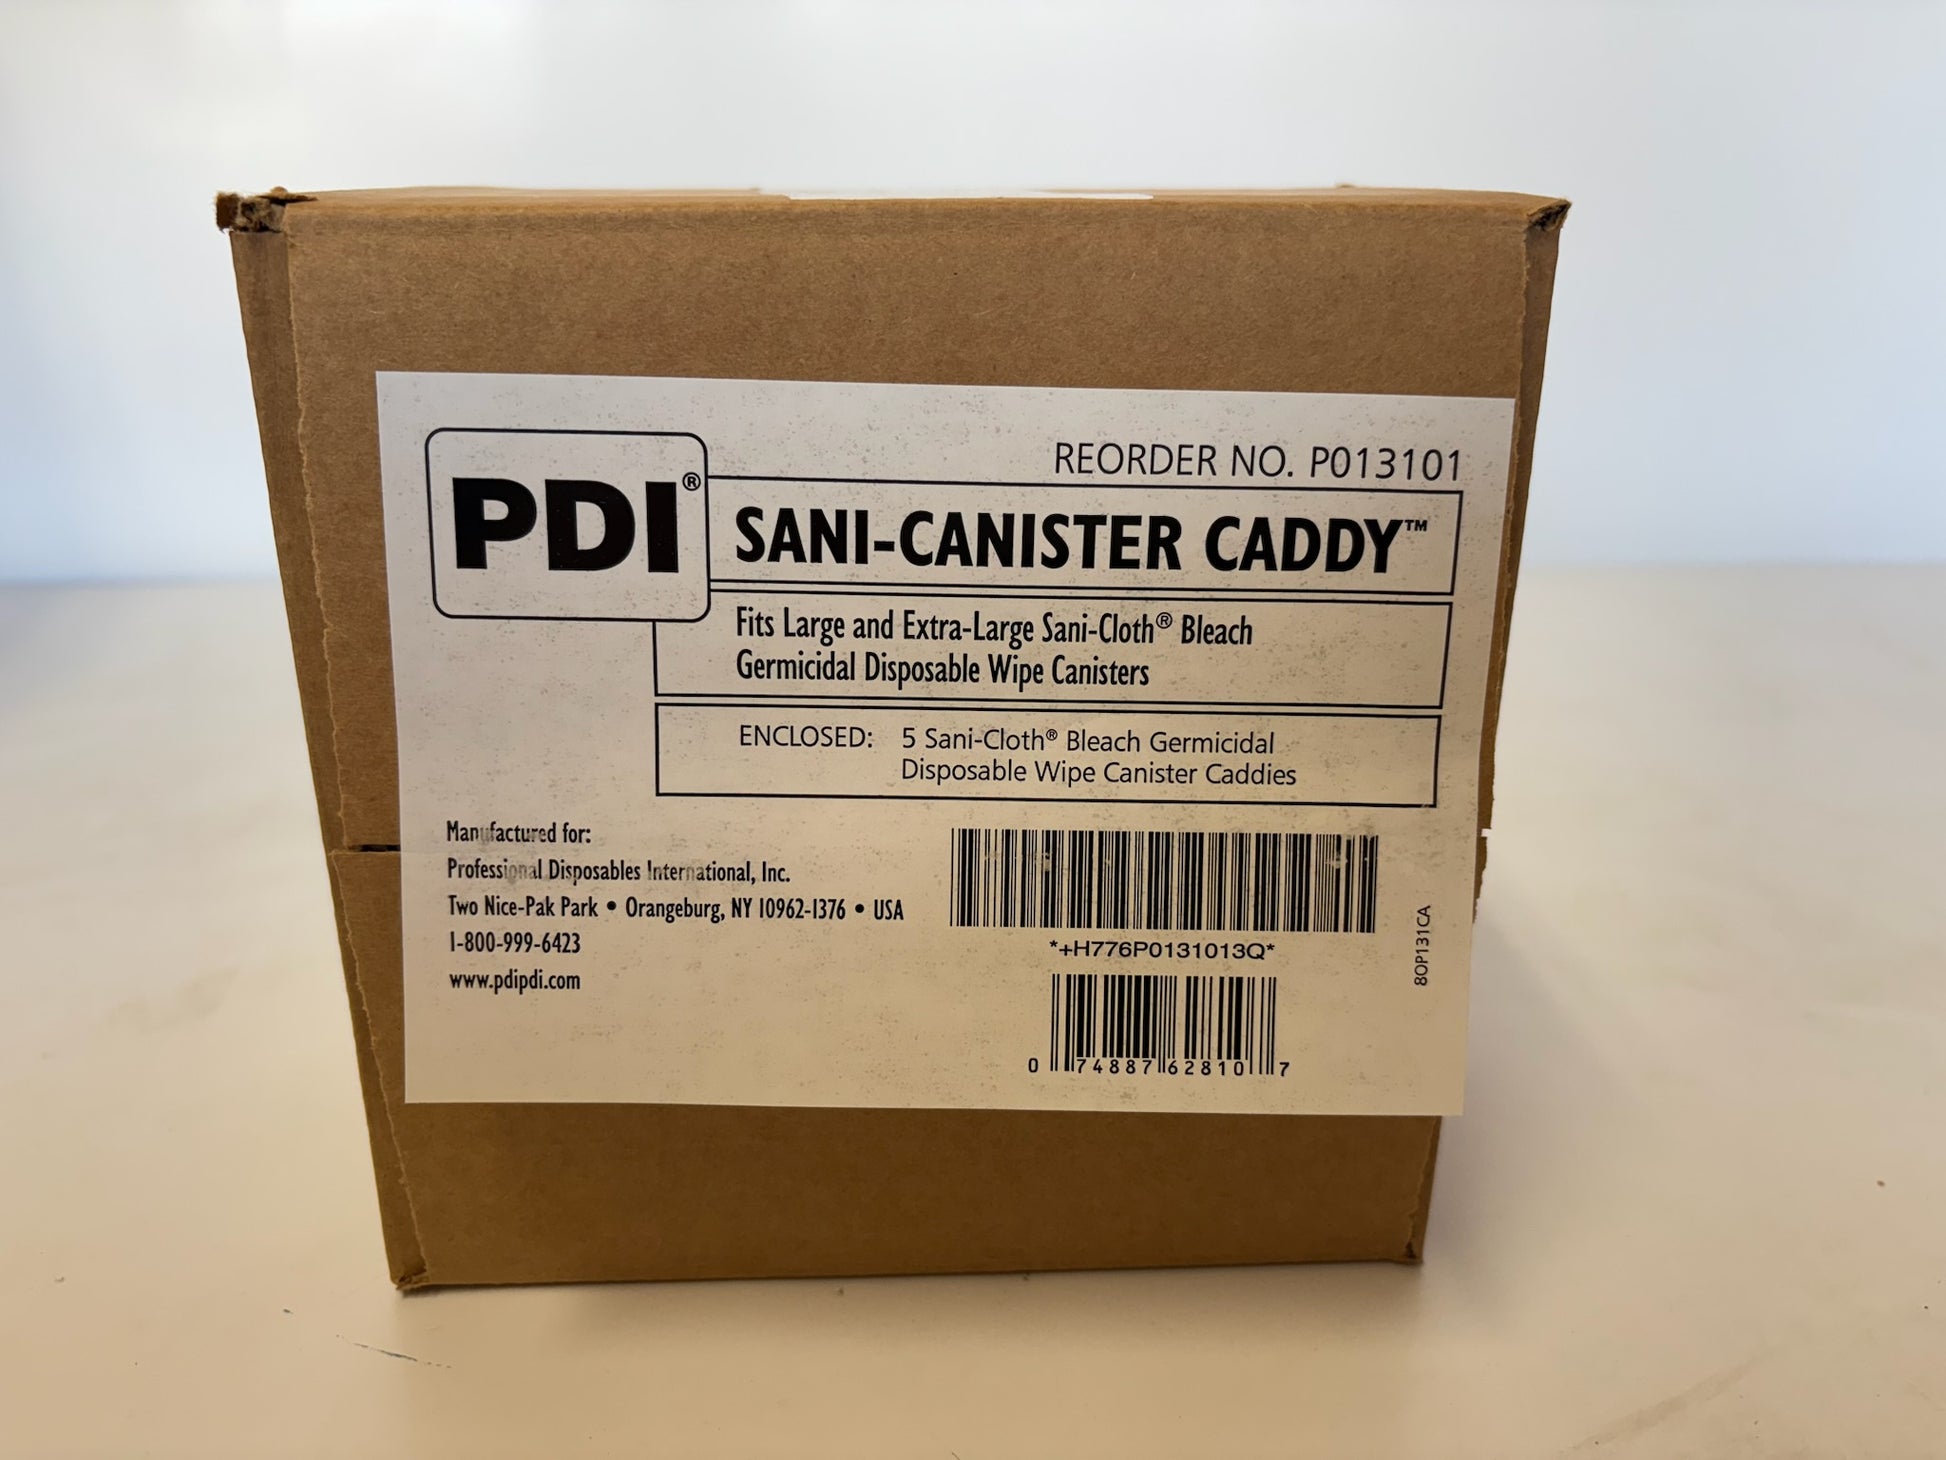 REORDER NO. P013101
PDI®
SANI-CANISTER CADDY™
Fits Large and Extra-Large Sani-Cloth® Bleach
Germicidal Disposable Wipe Canisters
ENCLOSED: 5 Sani-Cloth® Bleach Germicidal
Disposable Wipe Canister Caddies
Manufactured for:
Professional Disposables International, Inc.
Two Nice-Pak Park • Orangeburg, NY 10962-1376 • USA
1-800-999-6423
www.pdipdi.com
*+H776P0131013Q*
0 74887 62810 7
80P131CA